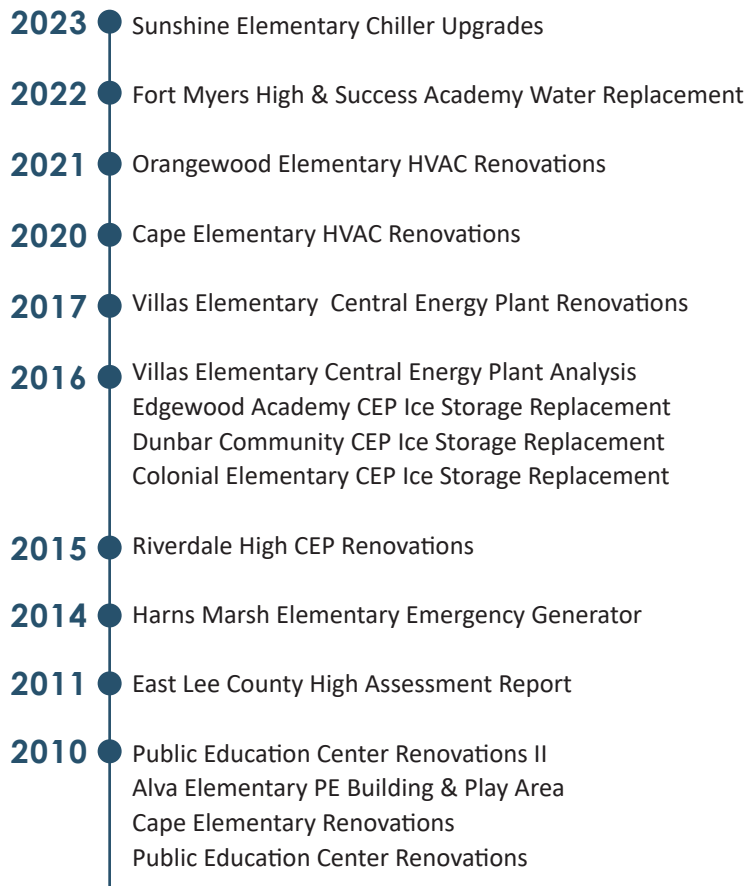 2023 Sunshine Elementary Chiller Upgrades
2022 Fort Myers High & Success Academy Water Replacement
2021 Orangewood Elementary HVAC Renovations
2020 Cape Elementary HVAC Renovations
2017 Villas Elementary  Central Energy Plant Renovations
2016 Villas Elementary Central Energy Plant Analysis
Edgewood Academy CEP Ice Storage Replacement
Dunbar Community CEP Ice Storage Replacement
Colonial Elementary CEP Ice Storage Replacement
2015 Riverdale High CEP Renovations
2014 Harns Marsh Elementary Emergency Generator
2011 East Lee County High Assessment Report
2010 Public Education Center Renovations II
Alva Elementary PE Building & Play Area
Cape Elementary Renovations
Public Education Center Renovations